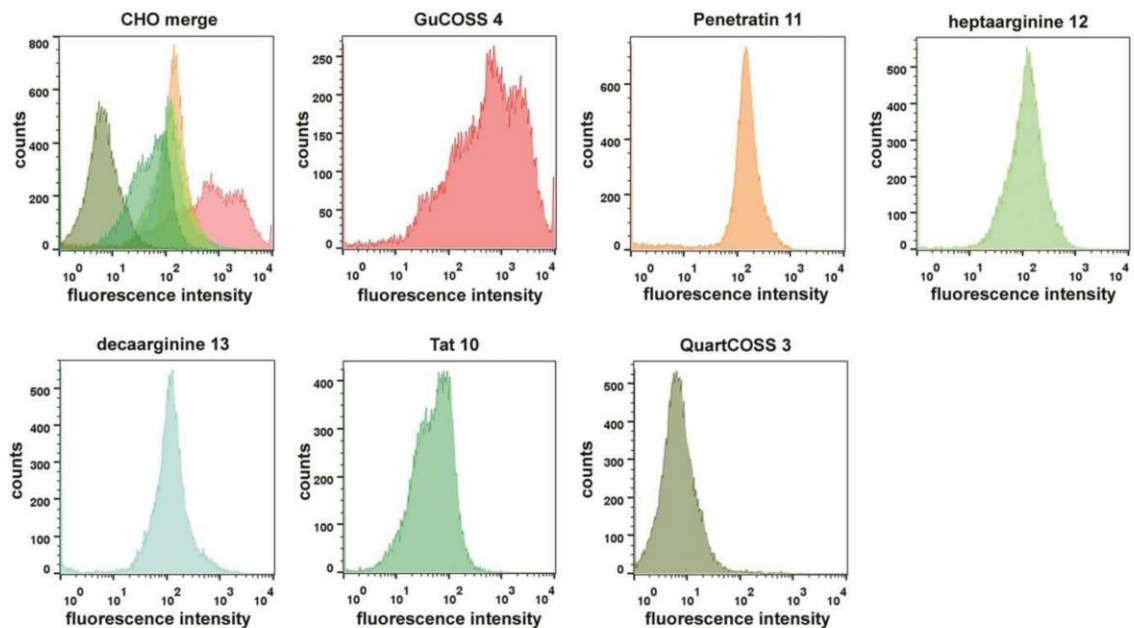 CHO merge
800
600
400
200
0
counts
10⁰ 10¹ 10² 10³ 10⁴
fluorescence intensity
GuCOSS 4
250
200
150
100
50
0
counts
10⁰ 10¹ 10² 10³ 10⁴
fluorescence intensity
Penetratin 11
600
400
200
0
counts
10⁰ 10¹ 10² 10³ 10⁴
fluorescence intensity
heptaarginine 12
500
400
300
200
100
0
counts
10⁰ 10¹ 10² 10³ 10⁴
fluorescence intensity
decaarginine 13
500
400
300
200
100
0
counts
10⁰ 10¹ 10² 10³ 10⁴
fluorescence intensity
Tat 10
400
300
200
100
0
counts
10⁰ 10¹ 10² 10³ 10⁴
fluorescence intensity
QuartCOSS 3
500
400
300
200
100
0
counts
10⁰ 10¹ 10² 10³ 10⁴
fluorescence intensity